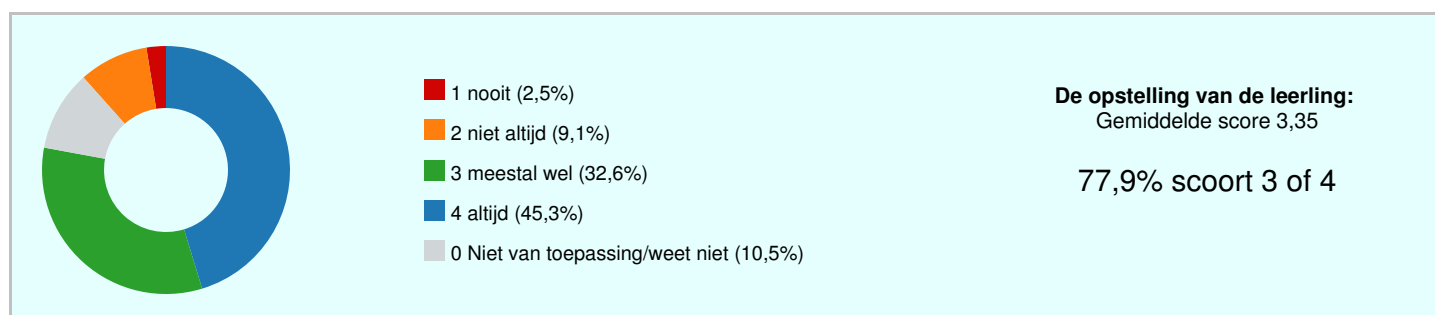 1 nooit (2,5%)
2 niet altijd (9,1%)
3 meestal wel (32,6%)
4 altijd (45,3%)
0 Niet van toepassing/weet niet (10,5%)
De opstelling van de leerling:
Gemiddelde score 3,35
77,9% scoort 3 of 4